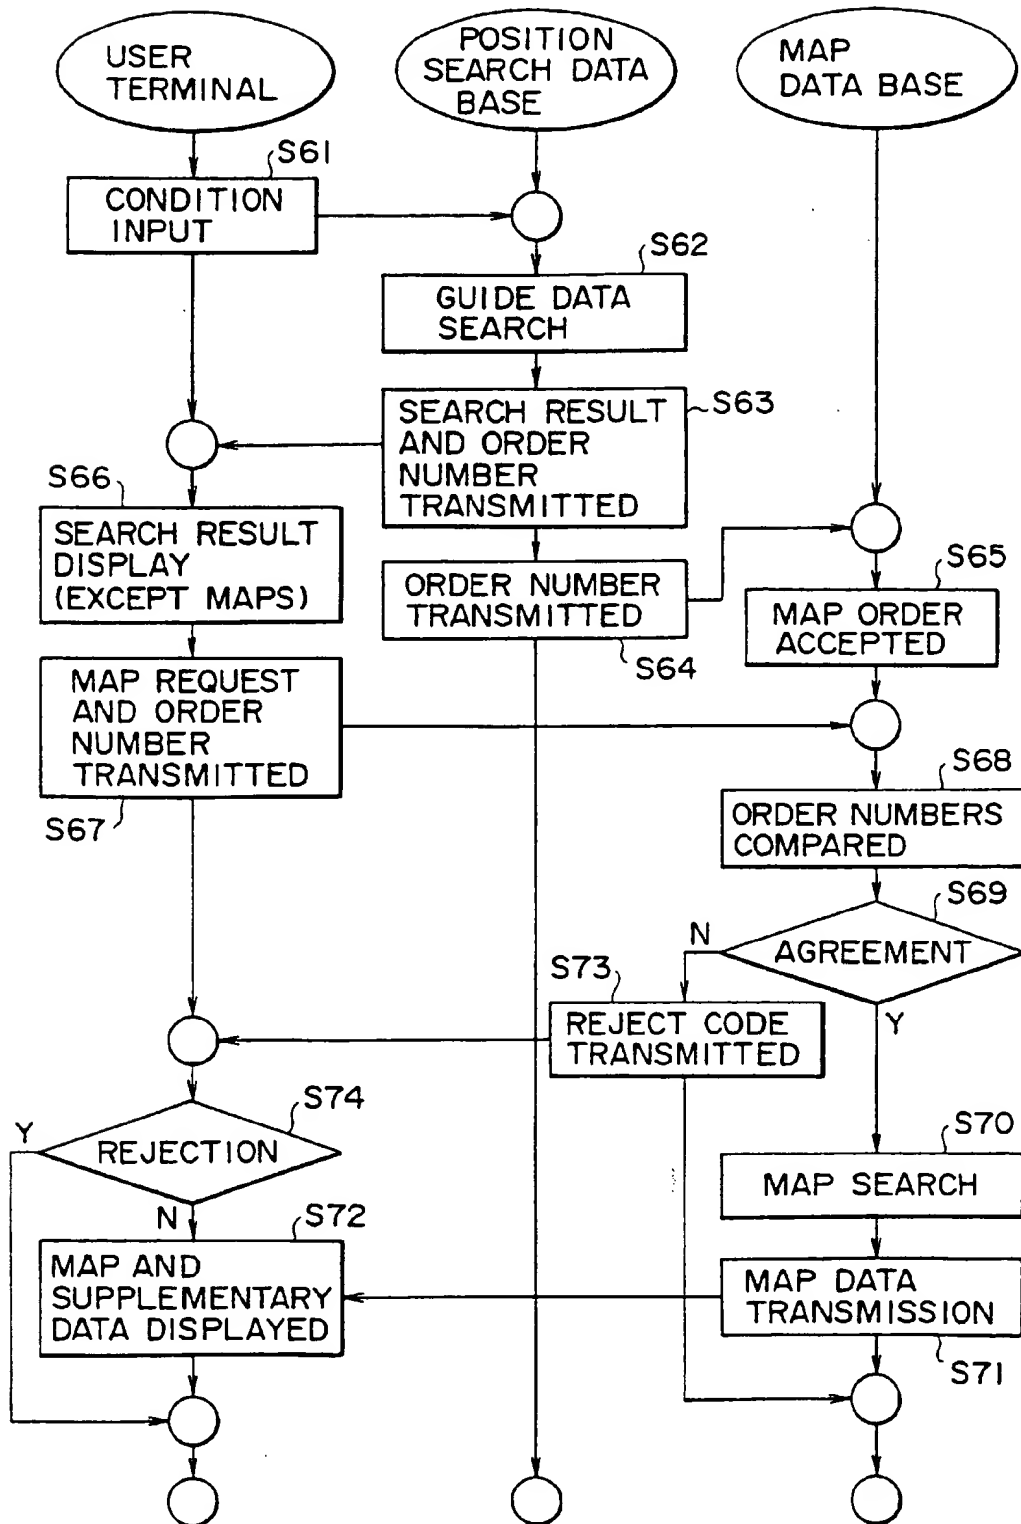 USER
TERMINAL
POSITION
SEARCH DATA
BASE
MAP
DATA BASE
S61
CONDITION
INPUT
S62
GUIDE DATA
SEARCH
S63
SEARCH RESULT
AND ORDER
NUMBER
TRANSMITTED
S66
SEARCH RESULT
DISPLAY
(EXCEPT MAPS)
ORDER NUMBER
TRANSMITTED
S64
S65
MAP ORDER
ACCEPTED
MAP REQUEST
AND ORDER
NUMBER
TRANSMITTED
S67
S68
ORDER NUMBERS
COMPARED
S69
AGREEMENT
N
Y
S73
REJECT CODE
TRANSMITTED
S74
REJECTION
Y
N
S70
MAP SEARCH
S72
MAP AND
SUPPLEMENTARY
DATA DISPLAYED
MAP DATA
TRANSMISSION
S71